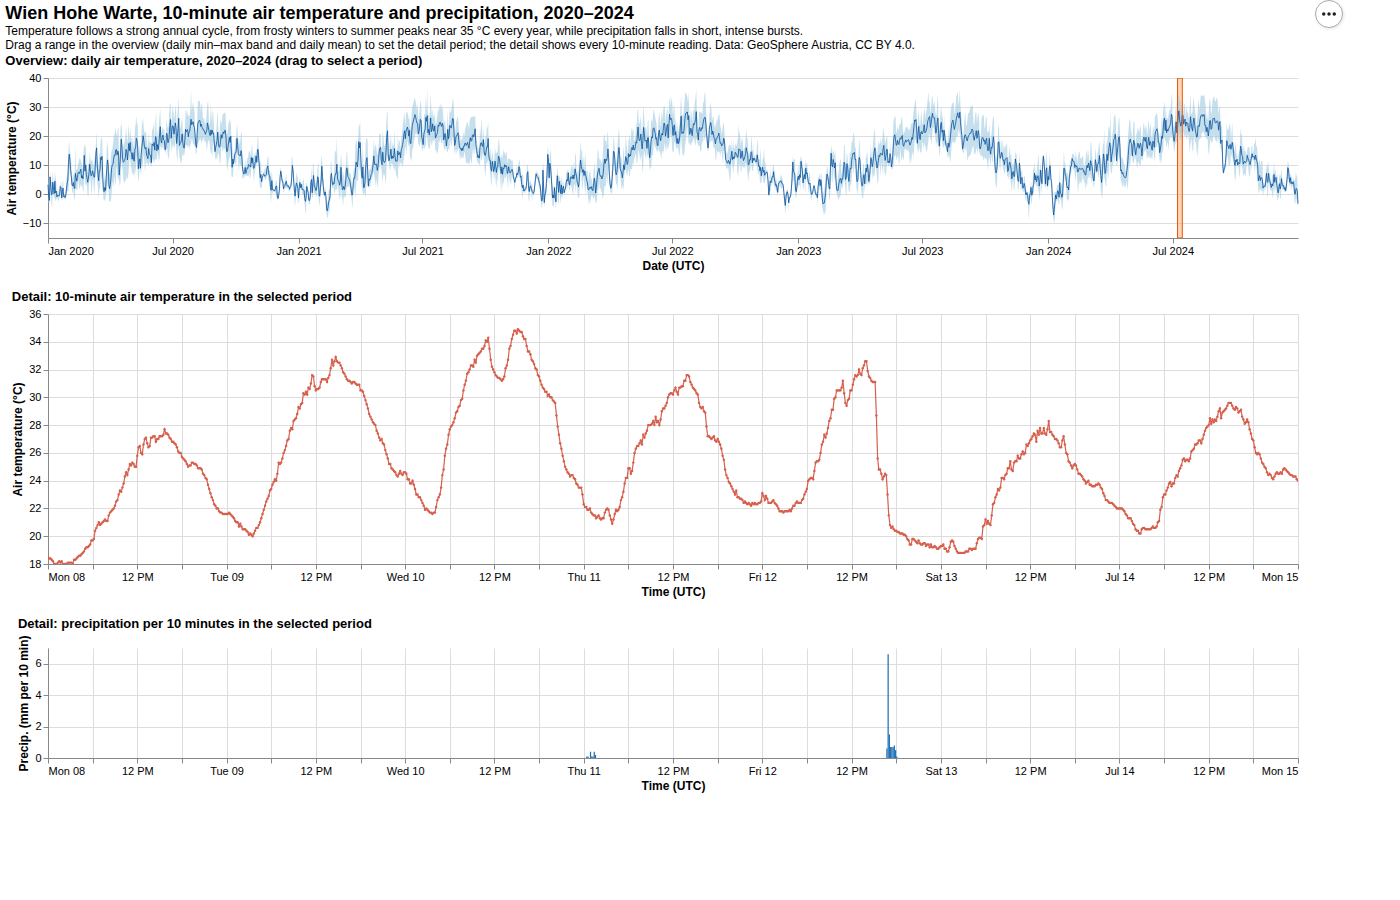 Wien Hohe Warte, 10-minute air temperature and precipitation, 2020–2024
Temperature follows a strong annual cycle, from frosty winters to summer peaks near 35 °C every year, while precipitation falls in short, intense bursts.
Drag a range in the overview (daily min–max band and daily mean) to set the detail period; the detail shows every 10-minute reading. Data: GeoSphere Austria, CC BY 4.0.
Overview: daily air temperature, 2020–2024 (drag to select a period)
Air temperature (°C)
40
30
20
10
0
−10
Jan 2020 Jul 2020 Jan 2021 Jul 2021 Jan 2022 Jul 2022 Jan 2023 Jul 2023 Jan 2024 Jul 2024
Date (UTC)
Detail: 10-minute air temperature in the selected period
Air temperature (°C)
36
34
32
30
28
26
24
22
20
18
Mon 08 12 PM Tue 09 12 PM Wed 10 12 PM Thu 11 12 PM Fri 12 12 PM Sat 13 12 PM Jul 14 12 PM Mon 15
Time (UTC)
Detail: precipitation per 10 minutes in the selected period
Precip. (mm per 10 min)
6
4
2
0
Mon 08 12 PM Tue 09 12 PM Wed 10 12 PM Thu 11 12 PM Fri 12 12 PM Sat 13 12 PM Jul 14 12 PM Mon 15
Time (UTC)